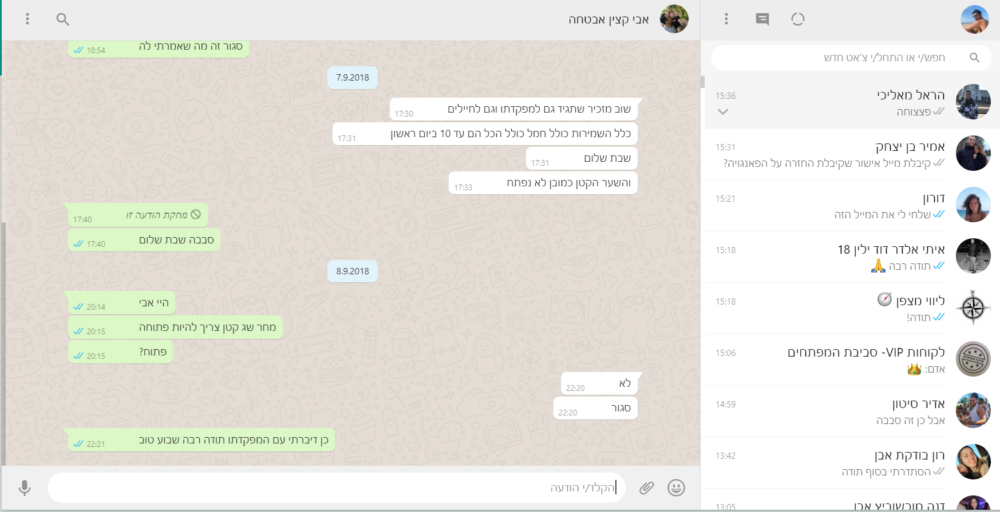 חפש/י או התחל/י צ'אט חדש
הראל מאליכי
15:36
פצצוחה
אמיר בן יצחק
15:31
קיבלת מייל אישור שקיבלת החזרה על הפאנגויה?
דורון
15:21
שלחי לי את המייל הזה
איתי אלדר דוד ילין 18
15:18
תודה רבה 🙏
ליווי מצפן 🧭
15:18
תודה!
לקוחות VIP- סביבת המפתחים
15:06
אדם: 👑
אדיר סיטון
14:59
אבל כן זה סבבה
רון בודקת אבן
13:42
הסתדרתי בסוף תודה
13:05
אבי קצין אבטחה
סגור זה מה שאמרתי לה
18:54
7.9.2018
שוב מזכיר שתגיד גם למפקדתו וגם לחיילים
17:30
כלל השמירות כולל חמל כולל הכל הם עד 10 ביום ראשון
17:31
שבת שלום
17:31
והשער הקטן כמובן לא נפתח
17:33
מחקת הודעה זו
17:40
סבבה שבת שלום
17:40
8.9.2018
היי אבי
20:14
מחר שג קטן צריך להיות פתוחה
20:15
פתוח?
20:15
לא
22:20
סגור
22:20
כן דיברתי עם המפקדתו תודה רבה שבוע טוב
22:21
הקלד/י הודעה